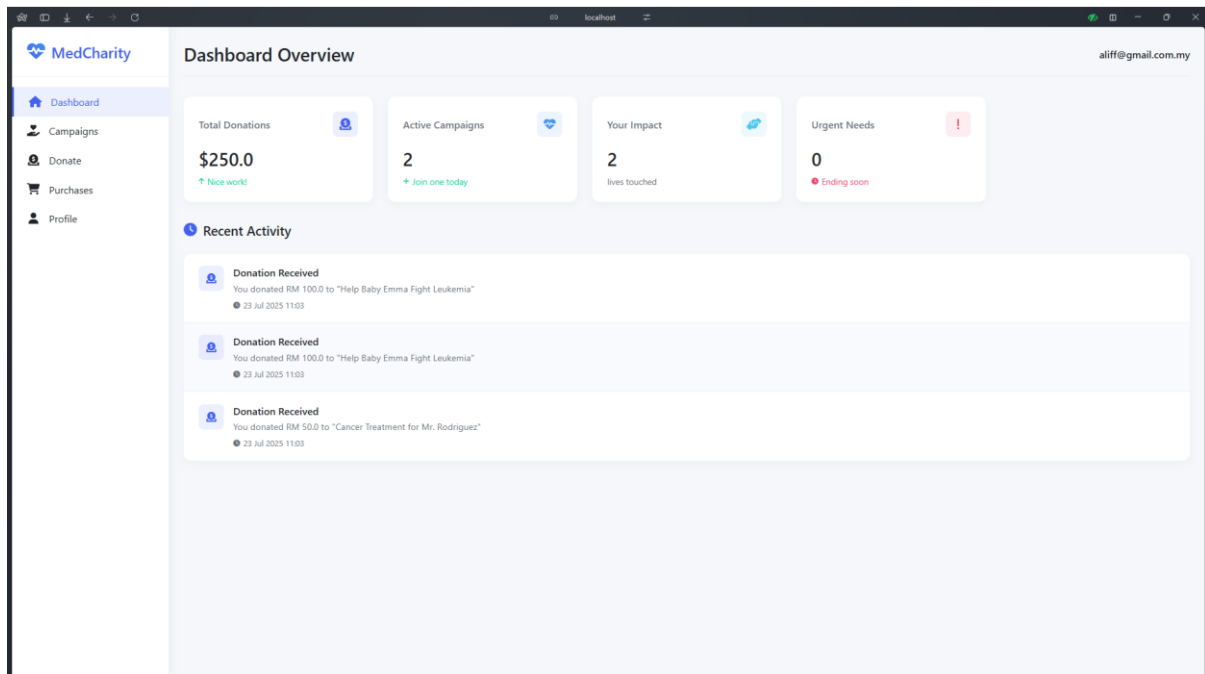 localhost
MedCharity
Dashboard
Campaigns
Donate
Purchases
Profile
Dashboard Overview
aliff@gmail.com.my
Total Donations
$250.0
↑ Nice work!
Active Campaigns
2
+ Join one today
Your Impact
2
lives touched
Urgent Needs
!
0
Ending soon
Recent Activity
Donation Received
You donated RM 100.0 to "Help Baby Emma Fight Leukemia"
23 Jul 2025 11:03
Donation Received
You donated RM 100.0 to "Help Baby Emma Fight Leukemia"
23 Jul 2025 11:03
Donation Received
You donated RM 50.0 to "Cancer Treatment for Mr. Rodriguez"
23 Jul 2025 11:03